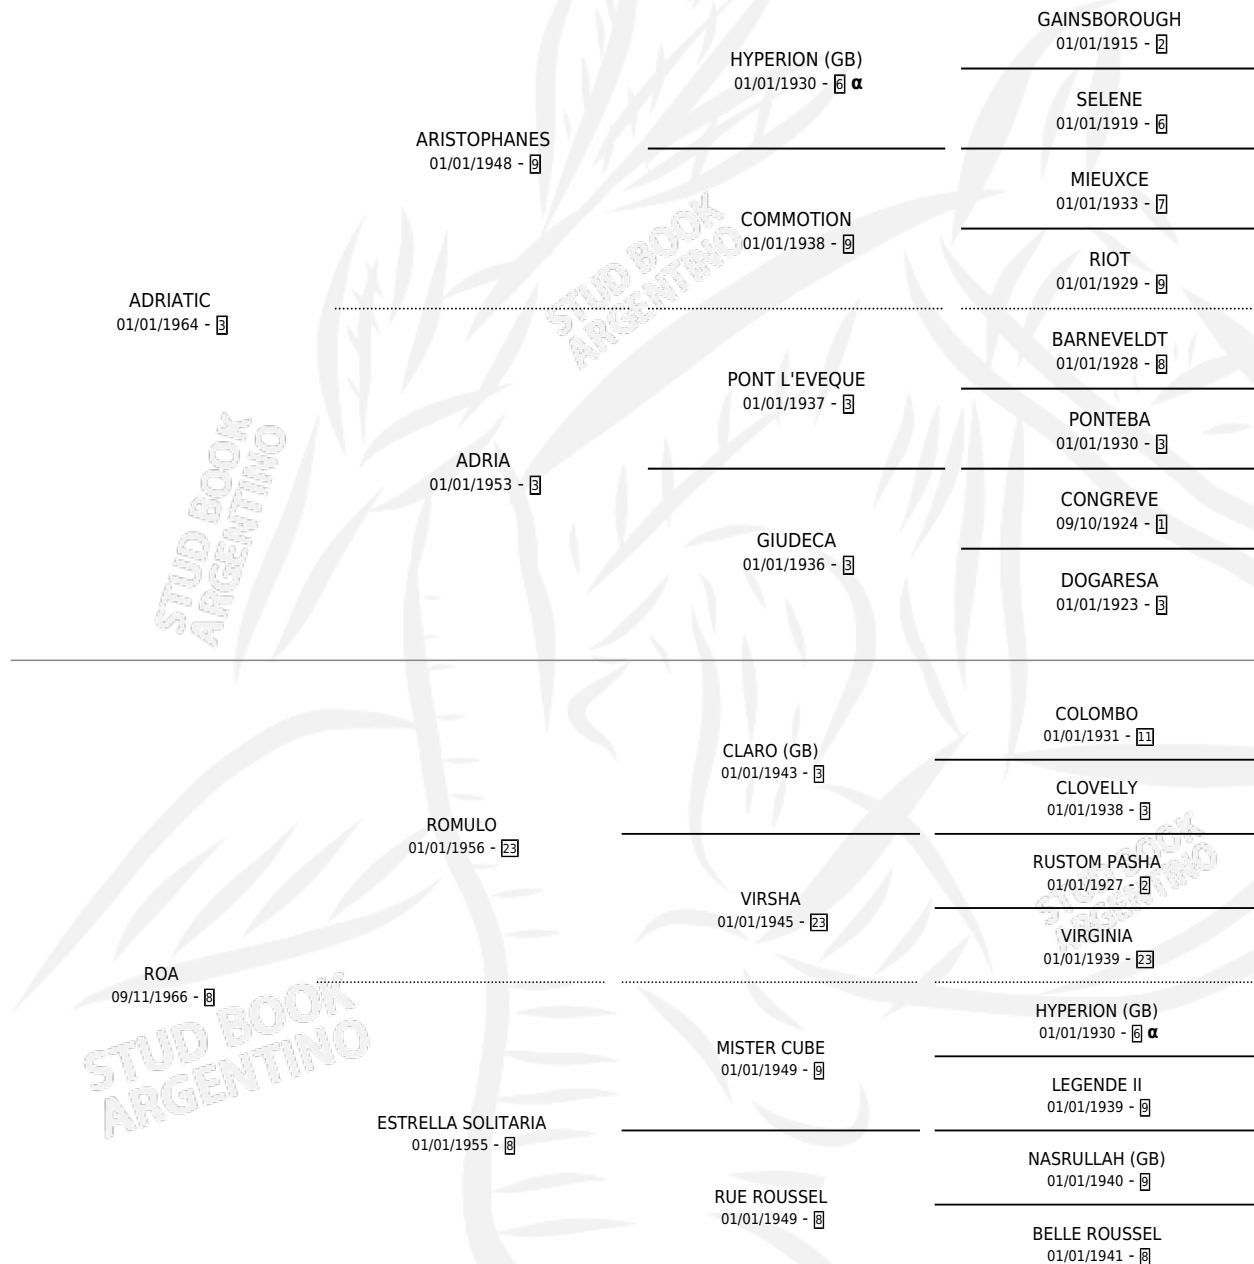 GAINSBOROUGH
01/01/1915 - 2
HYPERION (GB)
01/01/1930 - 6 α
SELENE
01/01/1919 - 6
ARISTOPHANES
01/01/1948 - 9
MIEUXCE
01/01/1933 - 7
COMMOTION
01/01/1938 - 9
RIOT
01/01/1929 - 9
ADRIATIC
01/01/1964 - 3
BARNEVELDT
01/01/1928 - 8
PONT L'EVEQUE
01/01/1937 - 3
PONTEBA
01/01/1930 - 3
ADRIA
01/01/1953 - 3
CONGREVE
09/10/1924 - 1
GIUDECA
01/01/1936 - 3
DOGARESA
01/01/1923 - 3
STUD BOOK
ARGENTINO
STUD BOOK
ARGENTINO
COLOMBO
01/01/1931 - 11
CLARO (GB)
01/01/1943 - 3
CLOVELLY
01/01/1938 - 3
ROMULO
01/01/1956 - 23
RUSTOM PASHA
01/01/1927 - 2
VIRSHA
01/01/1945 - 23
VIRGINIA
01/01/1939 - 23
ROA
09/11/1966 - 8
HYPERION (GB)
01/01/1930 - 6 α
MISTER CUBE
01/01/1949 - 9
LEGENDE II
01/01/1939 - 9
ESTRELLA SOLITARIA
01/01/1955 - 8
NASRULLAH (GB)
01/01/1940 - 9
RUE ROUSSEL
01/01/1949 - 8
BELLE ROUSSEL
01/01/1941 - 8
STUD BOOK
ARGENTINO
STUD BOOK
ARGENTINO